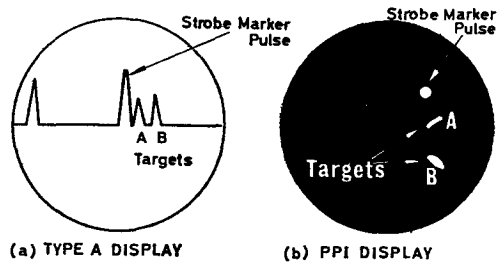 Strobe Marker
Pulse
A B
Targets
(a) TYPE A DISPLAY
Strobe Marker
Pulse
A
Targets
B
(b) PPI DISPLAY